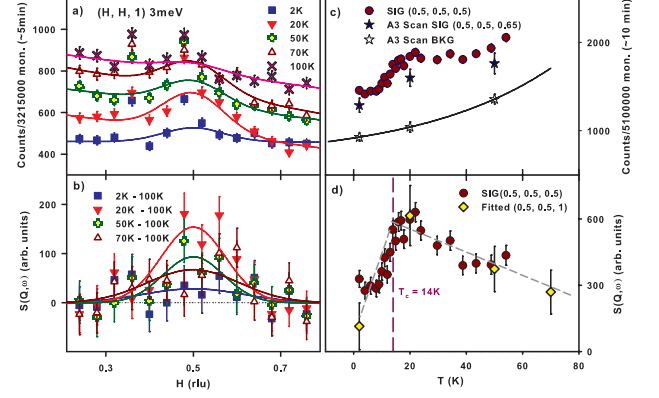 a) (H, H, 1) 3meV
2K
20K
50K
70K
100K
1000
800
600
400
Counts/3215000 mon. (~5min)
c)
SIG (0.5, 0.5, 0.5)
A3 Scan SIG (0.5, 0.5, 0.65)
A3 Scan BKG
2000
1000
Counts/5100000 mon. (~10 min)
b)
2K - 100K
20K - 100K
50K - 100K
70K - 100K
200
100
0
S(Q,ω) (arb. units)
0.3 0.5 0.7
H (rlu)
d)
SIG(0.5, 0.5, 0.5)
Fitted (0.5, 0.5, 1)
T_c = 14K
600
300
0
S(Q,ω) (arb. units)
0 20 40 60 80
T (K)